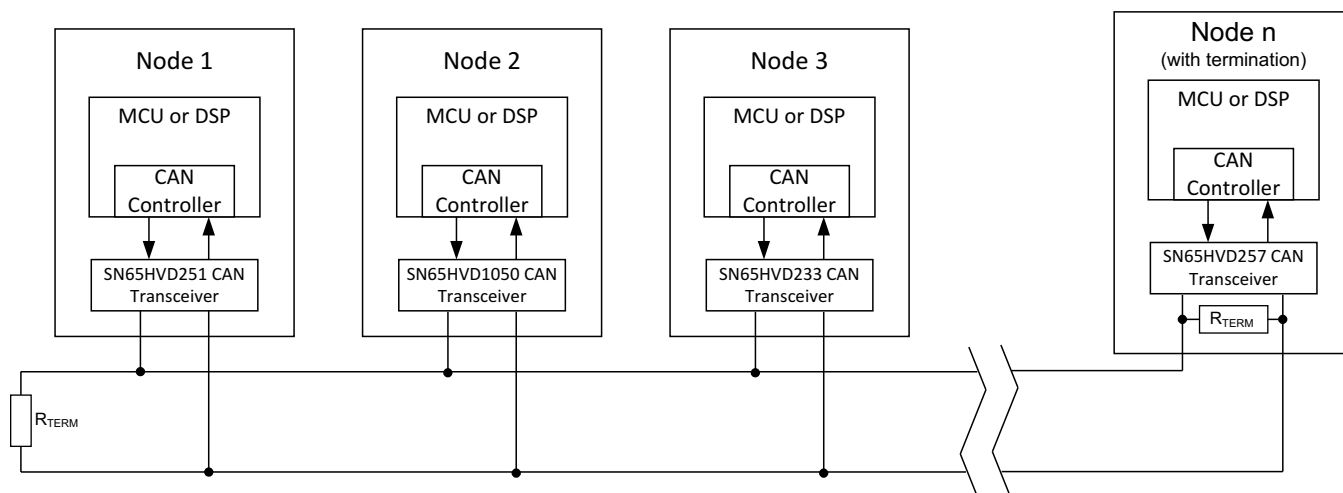 Node 1
MCU or DSP
CAN
Controller
SN65HVD251 CAN
Transceiver
Node 2
MCU or DSP
CAN
Controller
SN65HVD1050 CAN
Transceiver
Node 3
MCU or DSP
CAN
Controller
SN65HVD233 CAN
Transceiver
Node n
(with termination)
MCU or DSP
CAN
Controller
SN65HVD257 CAN
Transceiver
RTERM
RTERM